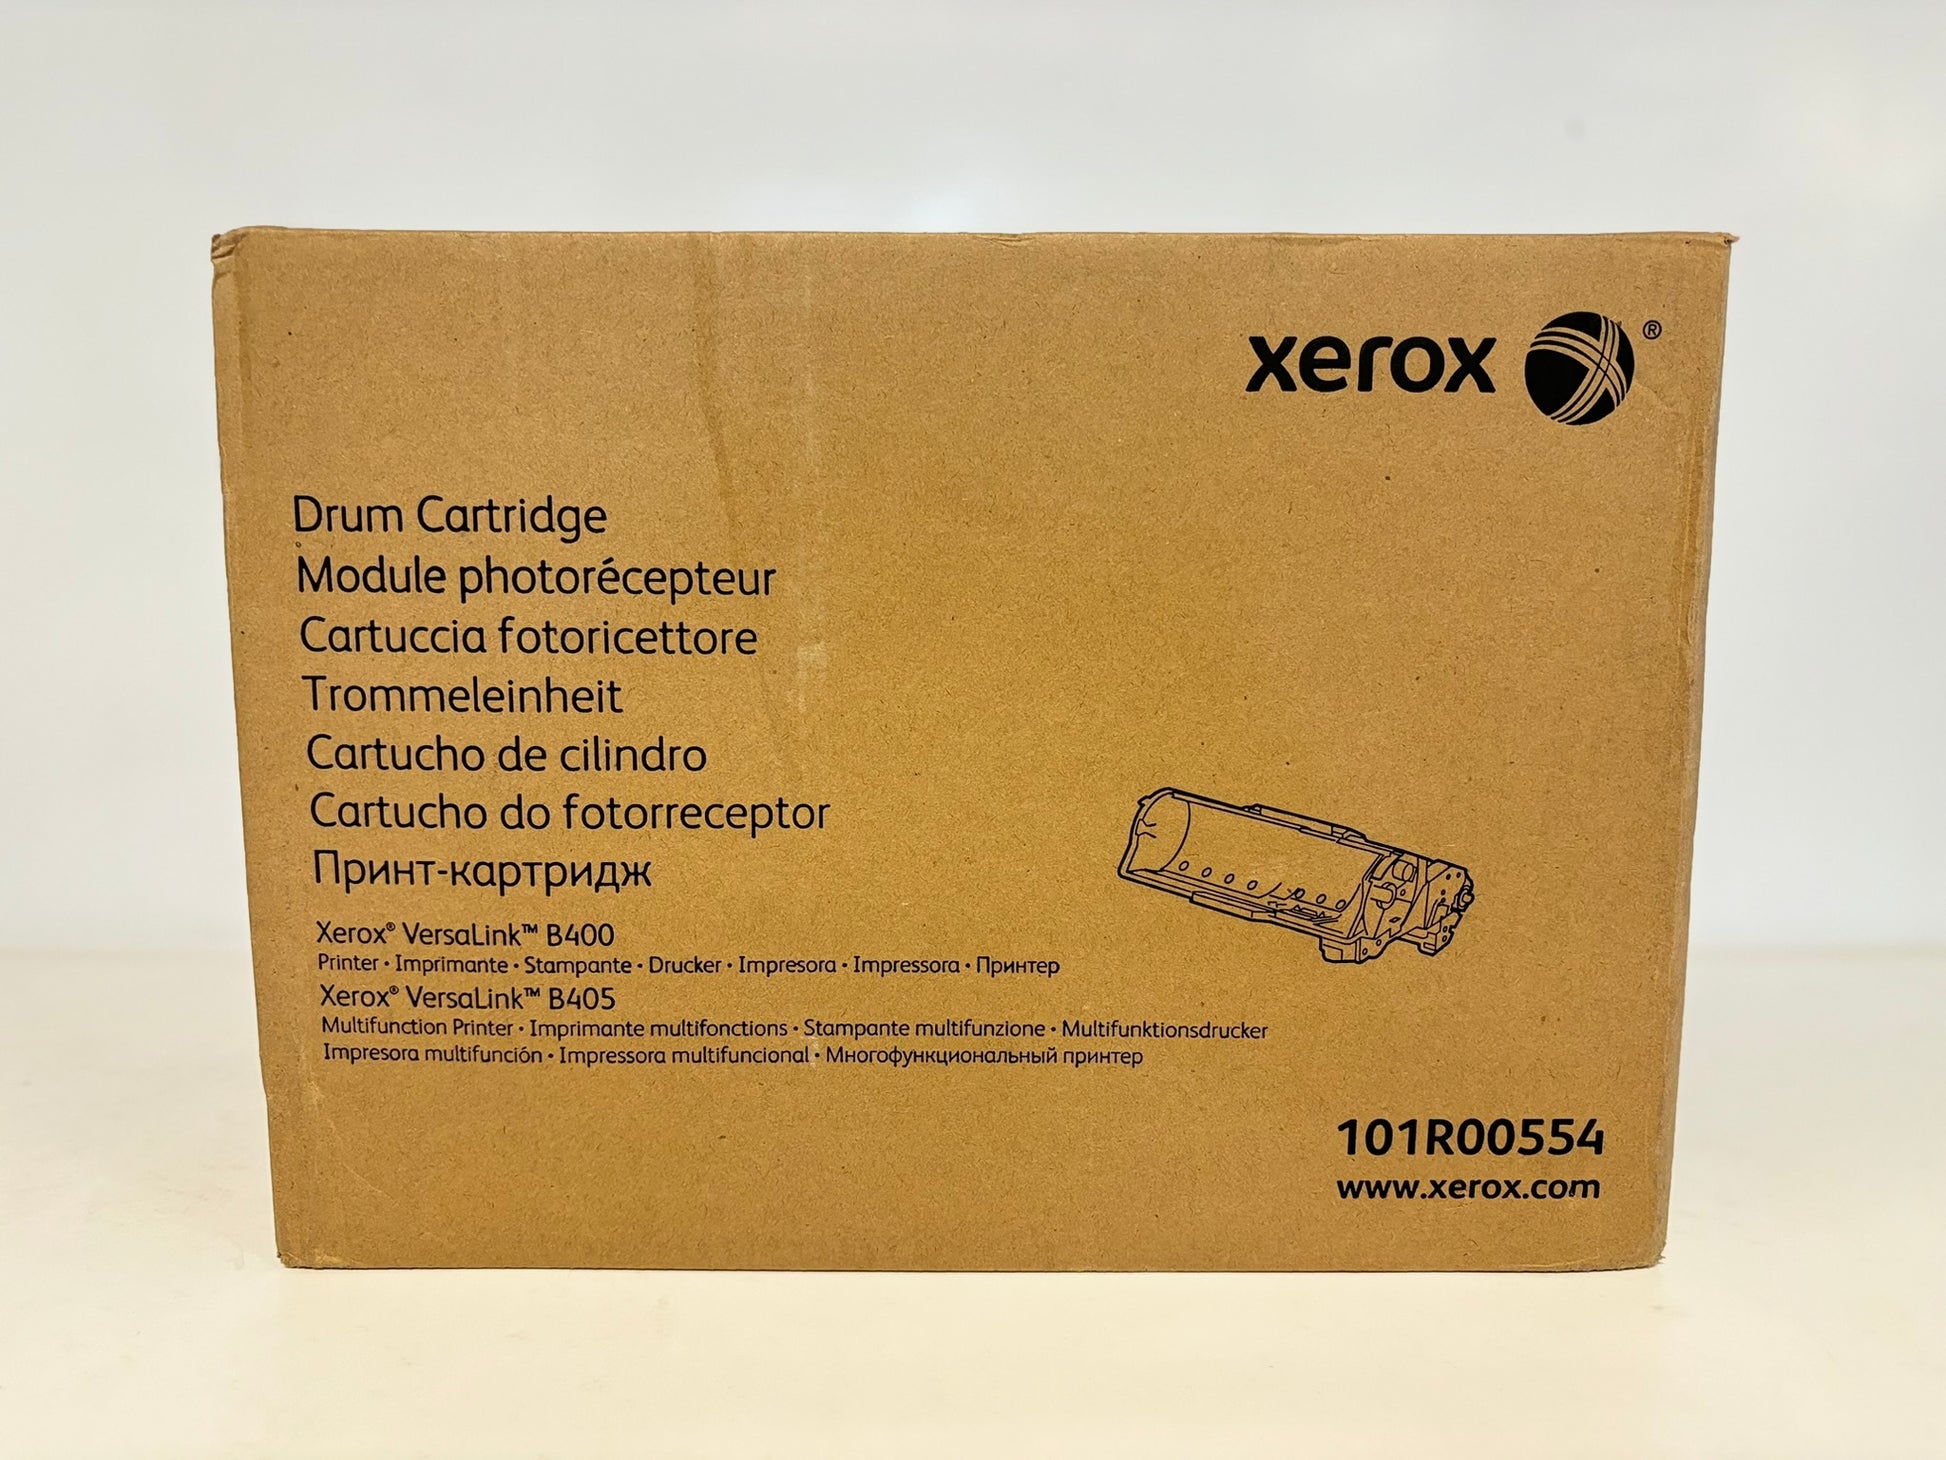 xerox ®
Drum Cartridge
Module photorécepteur
Cartuccia fotoricettore
Trommeleinheit
Cartucho de cilindro
Cartucho do fotorreceptor
Принт-картридж
Xerox® VersaLink™ B400
Printer • Imprimante • Stampante • Drucker • Impresora • Impressora • Принтер
Xerox® VersaLink™ B405
Multifunction Printer • Imprimante multifonctions • Stampante multifunzione • Multifunktionsdrucker
Impresora multifunción • Impressora multifuncional • Многофункциональный принтер
101R00554
www.xerox.com